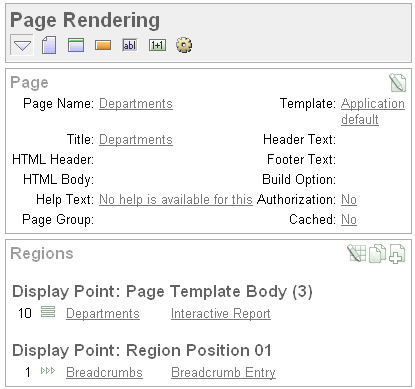 Page Rendering
Page
Page Name: Departments Template: Application default
Title: Departments Header Text:
HTML Header: Footer Text:
HTML Body: Build Option:
Help Text: No help is available for this Authorization: No
Page Group: Cached: No
Regions
Display Point: Page Template Body (3)
10 Departments Interactive Report
Display Point: Region Position 01
1 Breadcrumbs Breadcrumb Entry